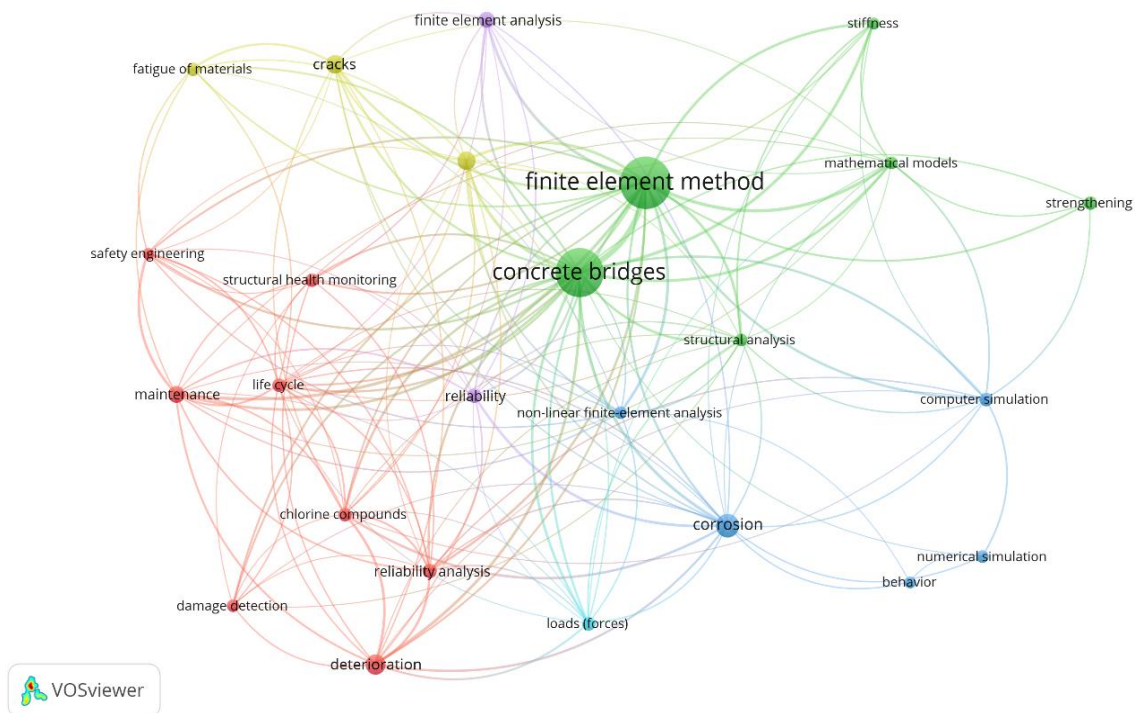 finite element analysis
stiffness
cracks
fatigue of materials
mathematical models
finite element method
strengthening
safety engineering
concrete bridges
structural health monitoring
structural analysis
life cycle
maintenance
reliability
computer simulation
non-linear finite-element analysis
chlorine compounds
corrosion
numerical simulation
reliability analysis
behavior
damage detection
loads (forces)
deterioration
VOSviewer